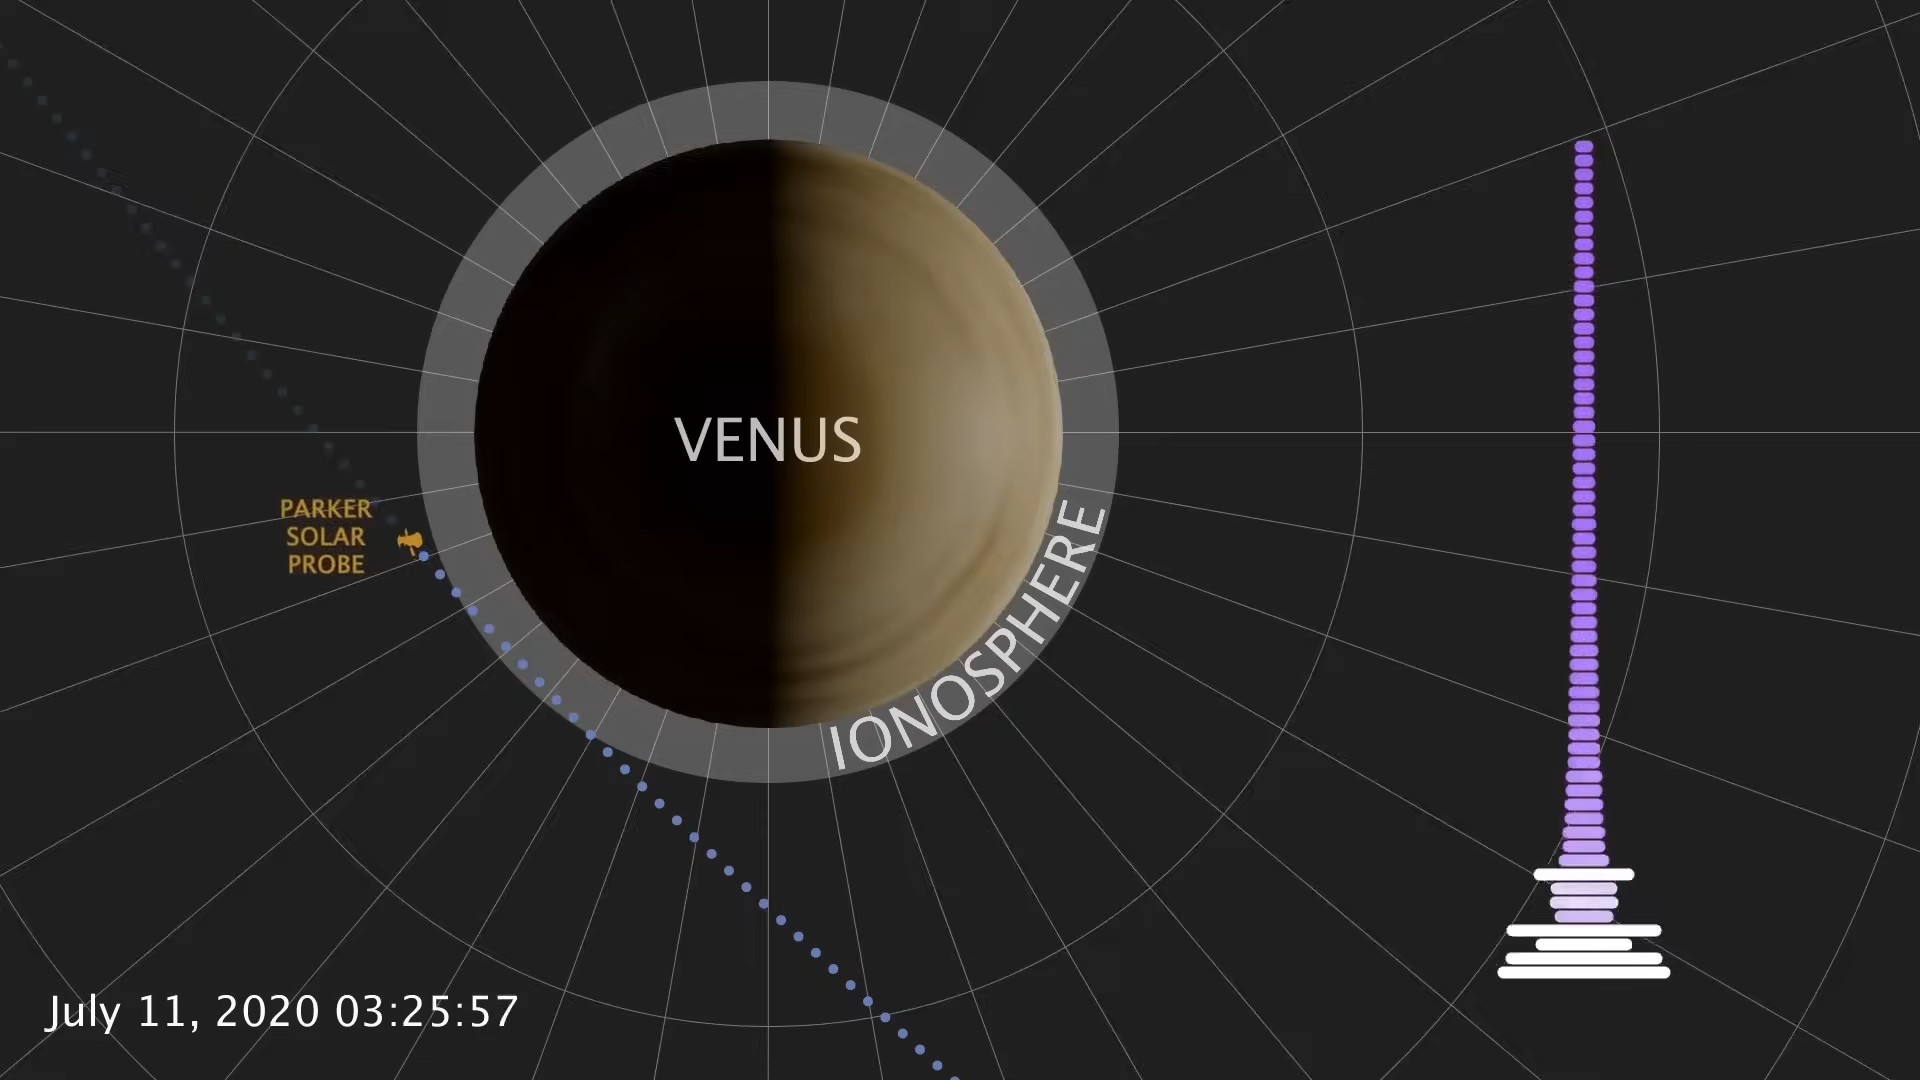 VENUS
PARKER
SOLAR
PROBE
IONOSPHERE
July 11, 2020 03:25:57